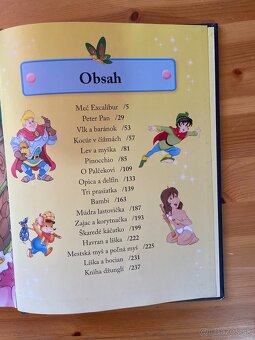 Obsah
Meč Excalibur /5
Peter Pan /29
Vlk a baránok /53
Kocúr v čižmách /57
Lev a myška /81
Pinocchio /85
O Palčekovi /109
Opica a delfín /133
Tri prasiatka /139
Bambi /163
Múdra lastovička /187
Zajac a korytnačka /193
Škaredé káčatko /199
Havran a líška /222
Mestská myš a poľná myš /225
Líška a bocian /231
Kniha džunglí /237